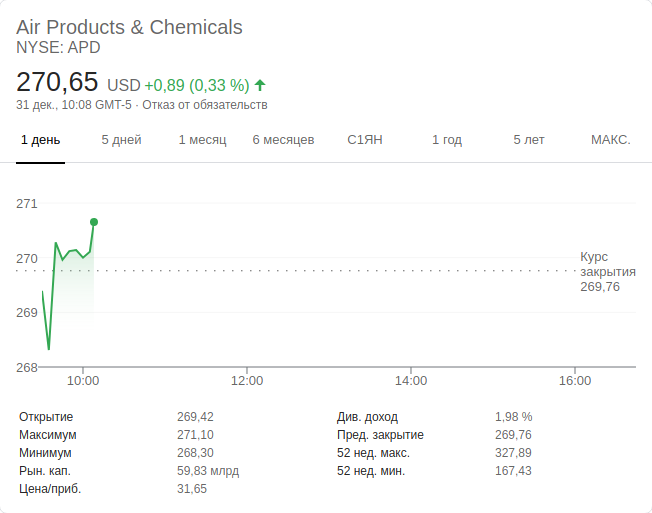 Air Products & Chemicals
NYSE: APD
270,65 USD +0,89 (0,33 %)
31 дек., 10:08 GMT-5 · Отказ от обязательств
1 день 5 дней 1 месяц 6 месяцев С1ЯН 1 год 5 лет МАКС.
271
270
269
268
Курс
закрытия
269,76
10:00 12:00 14:00 16:00
Открытие 269,42 Див. доход 1,98 %
Максимум 271,10 Пред. закрытие 269,76
Минимум 268,30 52 нед. макс. 327,89
Рын. кап. 59,83 млрд 52 нед. мин. 167,43
Цена/приб. 31,65